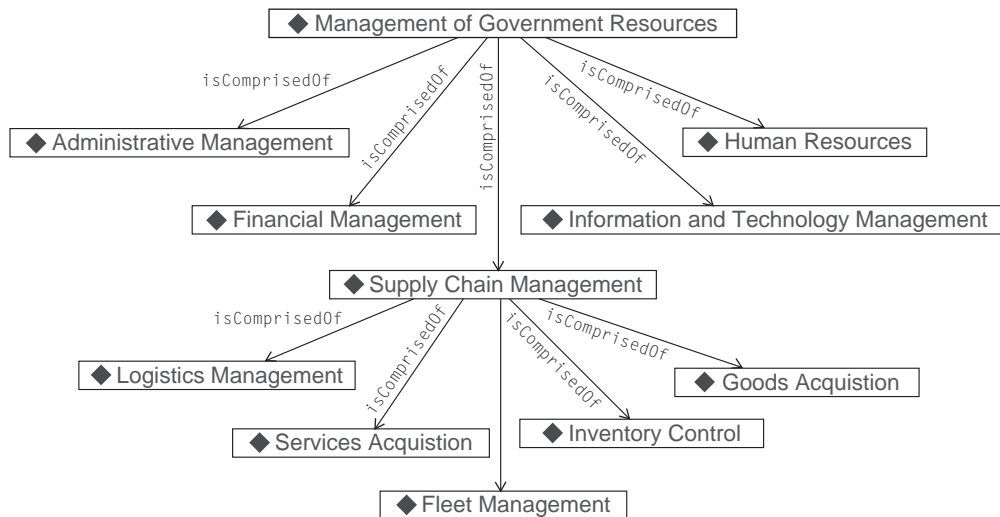 Management of Government Resources
isComprisedOf
isComprisedOf
isComprisedOf
isComprisedOf
isComprisedOf
Administrative Management
Human Resources
Financial Management
Information and Technology Management
Supply Chain Management
isComprisedOf
isComprisedOf
isComprisedOf
isComprisedOf
Logistics Management
Goods Acquistion
Services Acquistion
Inventory Control
Fleet Management